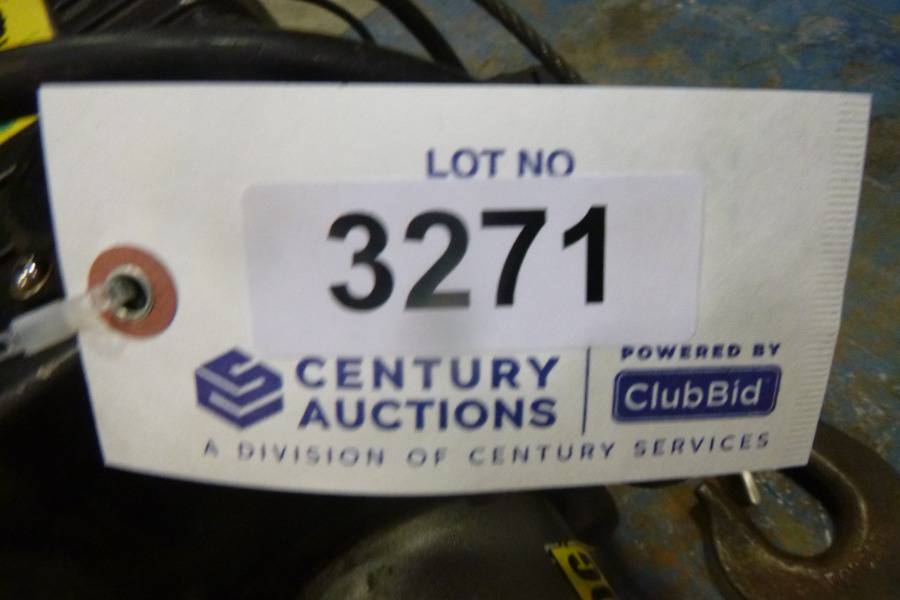 LOT NO
3271
CENTURY
AUCTIONS
POWERED BY
ClubBid
A DIVISION OF CENTURY SERVICES